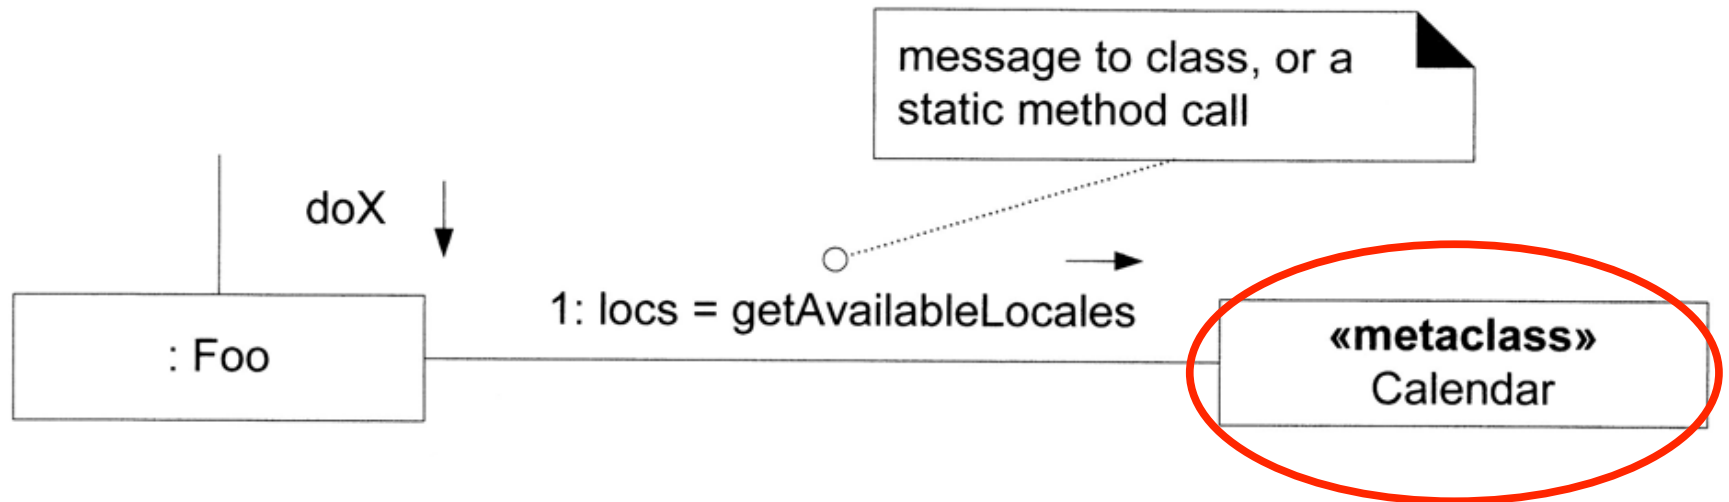 message to class, or a
static method call
doX
1: locs = getAvailableLocales
: Foo
«metaclass»
Calendar